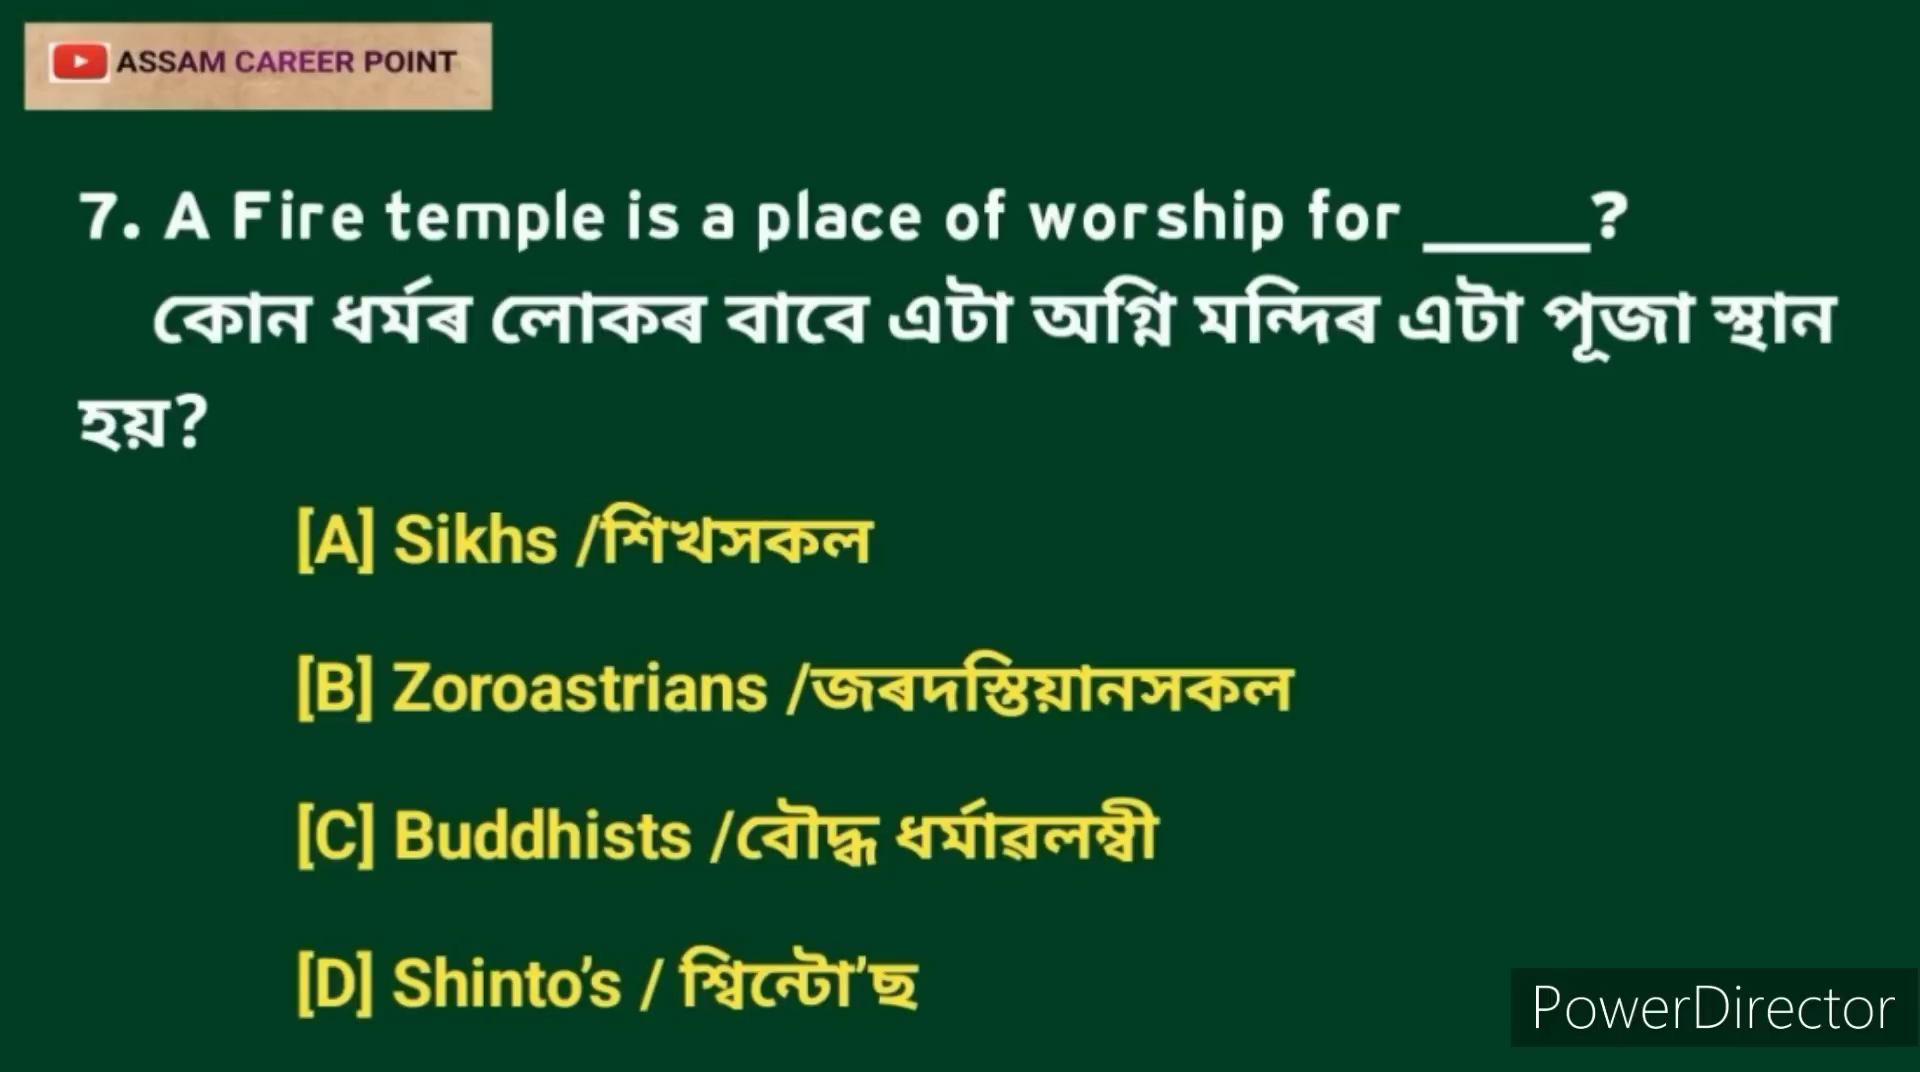 ASSAM CAREER POINT
7. A Fire temple is a place of worship for _____?
কোন ধৰ্মৰ লোকৰ বাবে এটা অগ্নি মন্দিৰ এটা পূজা স্থান
হয়?
[A] Sikhs /শিখসকল
[B] Zoroastrians /জৰদস্তিয়ানসকল
[C] Buddhists /বৌদ্ধ ধৰ্মাৱলম্বী
[D] Shinto’s / শ্বিন্টো’ছ
PowerDirector